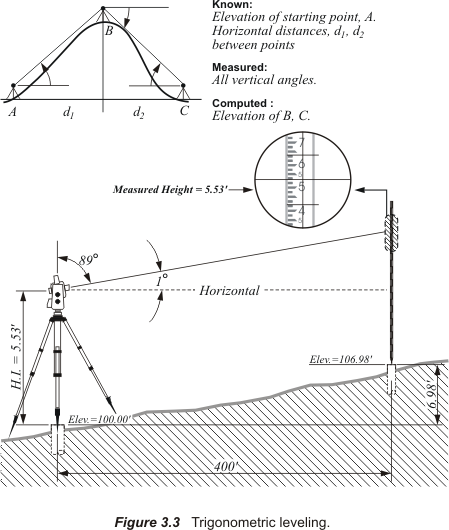 Known:
Elevation of starting point, A.
Horizontal distances, d1, d2
between points
Measured:
All vertical angles.
Computed :
Elevation of B, C.
B
A
d1
d2
C
7
6
5
4
Measured Height = 5.53'
89°
1°
Horizontal
H.I. = 5.53'
Elev.=106.98'
Elev.=100.00'
6.98'
400'
Figure 3.3 Trigonometric leveling.